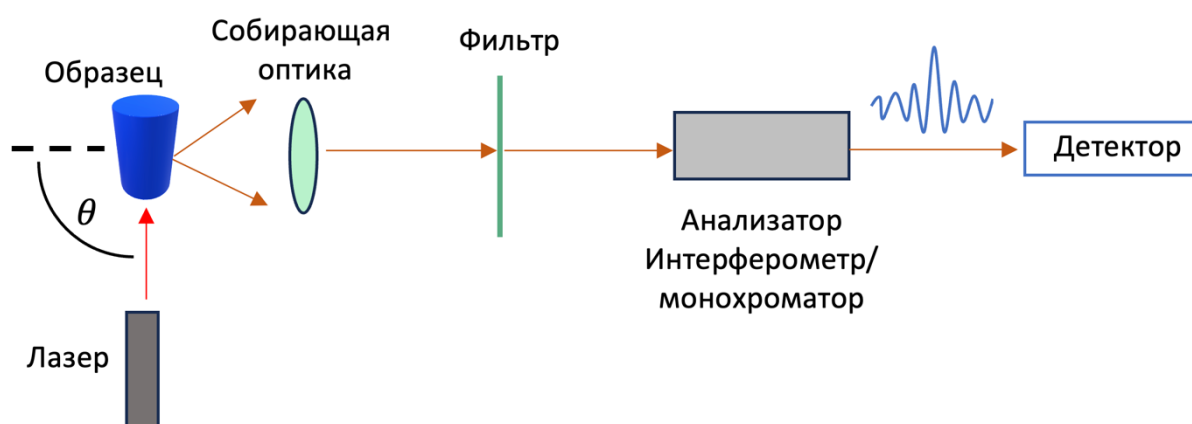 Собирающая
оптика
Фильтр
Образец
Детектор
θ
Анализатор
Интерферометр/
монохроматор
Лазер